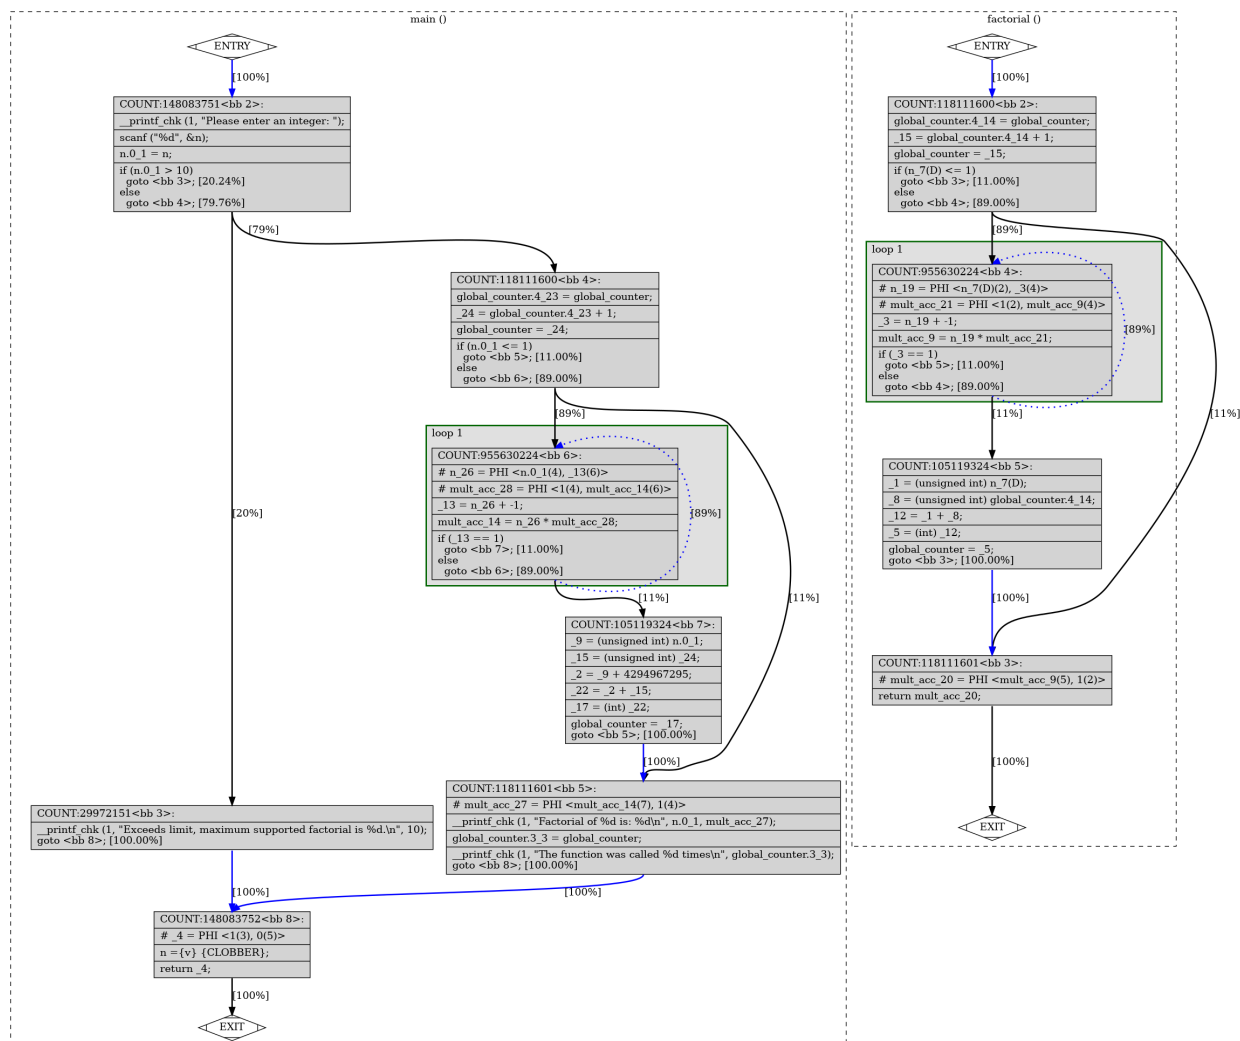 main ()
ENTRY
[100%]
COUNT:148083751<bb 2>:
__printf_chk (1, "Please enter an integer: ");
scanf ("%d", &n);
n.0_1 = n;
if (n.0_1 > 10)
goto <bb 3>; [20.24%]
else
goto <bb 4>; [79.76%]
[79%]
COUNT:118111600<bb 4>:
global_counter.4_23 = global_counter;
_24 = global_counter.4_23 + 1;
global_counter = _24;
if (n.0_1 <= 1)
goto <bb 5>; [11.00%]
else
goto <bb 6>; [89.00%]
[89%]
loop 1
COUNT:955630224<bb 6>:
# n_26 = PHI <n.0_1(4), _13(6)>
# mult_acc_28 = PHI <1(4), mult_acc_14(6)>
_13 = n_26 + -1;
mult_acc_14 = n_26 * mult_acc_28;
if (_13 == 1)
goto <bb 7>; [11.00%]
else
goto <bb 6>; [89.00%]
[89%]
[20%]
[11%]
[11%]
COUNT:105119324<bb 7>:
_9 = (unsigned int) n.0_1;
_15 = (unsigned int) _24;
_2 = _9 + 4294967295;
_22 = _2 + _15;
_17 = (int) _22;
global_counter = _17;
goto <bb 5>; [100.00%]
[100%]
COUNT:118111601<bb 5>:
# mult_acc_27 = PHI <mult_acc_14(7), 1(4)>
__printf_chk (1, "Factorial of %d is: %d\n", n.0_1, mult_acc_27);
global_counter.3_3 = global_counter;
__printf_chk (1, "The function was called %d times\n", global_counter.3_3);
goto <bb 8>; [100.00%]
COUNT:29972151<bb 3>:
__printf_chk (1, "Exceeds limit, maximum supported factorial is %d.\n", 10);
goto <bb 8>; [100.00%]
[100%]
[100%]
COUNT:148083752<bb 8>:
# _4 = PHI <1(3), 0(5)>
n ={v} {CLOBBER};
return _4;
[100%]
EXIT
factorial ()
ENTRY
[100%]
COUNT:118111600<bb 2>:
global_counter.4_14 = global_counter;
_15 = global_counter.4_14 + 1;
global_counter = _15;
if (n_7(D) <= 1)
goto <bb 3>; [11.00%]
else
goto <bb 4>; [89.00%]
[89%]
loop 1
COUNT:955630224<bb 4>:
# n_19 = PHI <n_7(D)(2), _3(4)>
# mult_acc_21 = PHI <1(2), mult_acc_9(4)>
_3 = n_19 + -1;
mult_acc_9 = n_19 * mult_acc_21;
if (_3 == 1)
goto <bb 5>; [11.00%]
else
goto <bb 4>; [89.00%]
[89%]
[11%]
[11%]
COUNT:105119324<bb 5>:
_1 = (unsigned int) n_7(D);
_8 = (unsigned int) global_counter.4_14;
_12 = _1 + _8;
_5 = (int) _12;
global_counter = _5;
goto <bb 3>; [100.00%]
[100%]
COUNT:118111601<bb 3>:
# mult_acc_20 = PHI <mult_acc_9(5), 1(2)>
return mult_acc_20;
[100%]
EXIT